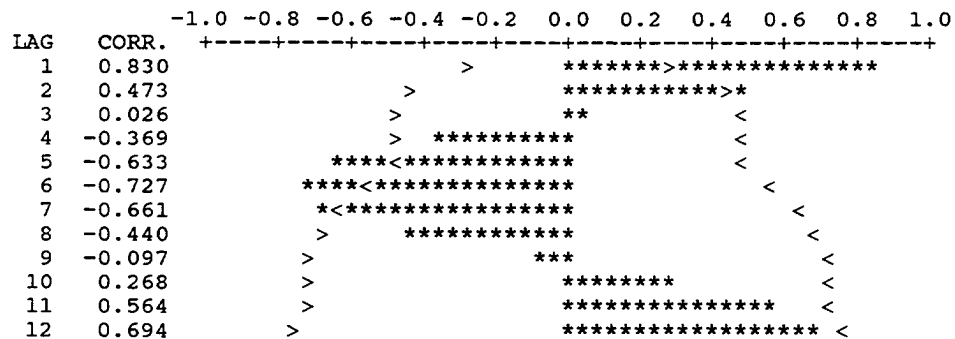 -1.0 -0.8 -0.6 -0.4 -0.2 0.0 0.2 0.4 0.6 0.8 1.0
LAG CORR. +----+----+----+----+----+----+----+----+----+----+
1 0.830 > *******>**************
2 0.473 > ***********>*
3 0.026 > ** <
4 -0.369 > ********** <
5 -0.633 ****<************ <
6 -0.727 ****<************** <
7 -0.661 *<**************** <
8 -0.440 > ************ <
9 -0.097 > *** <
10 0.268 > ******** <
11 0.564 > *************** <
12 0.694 > ****************** <